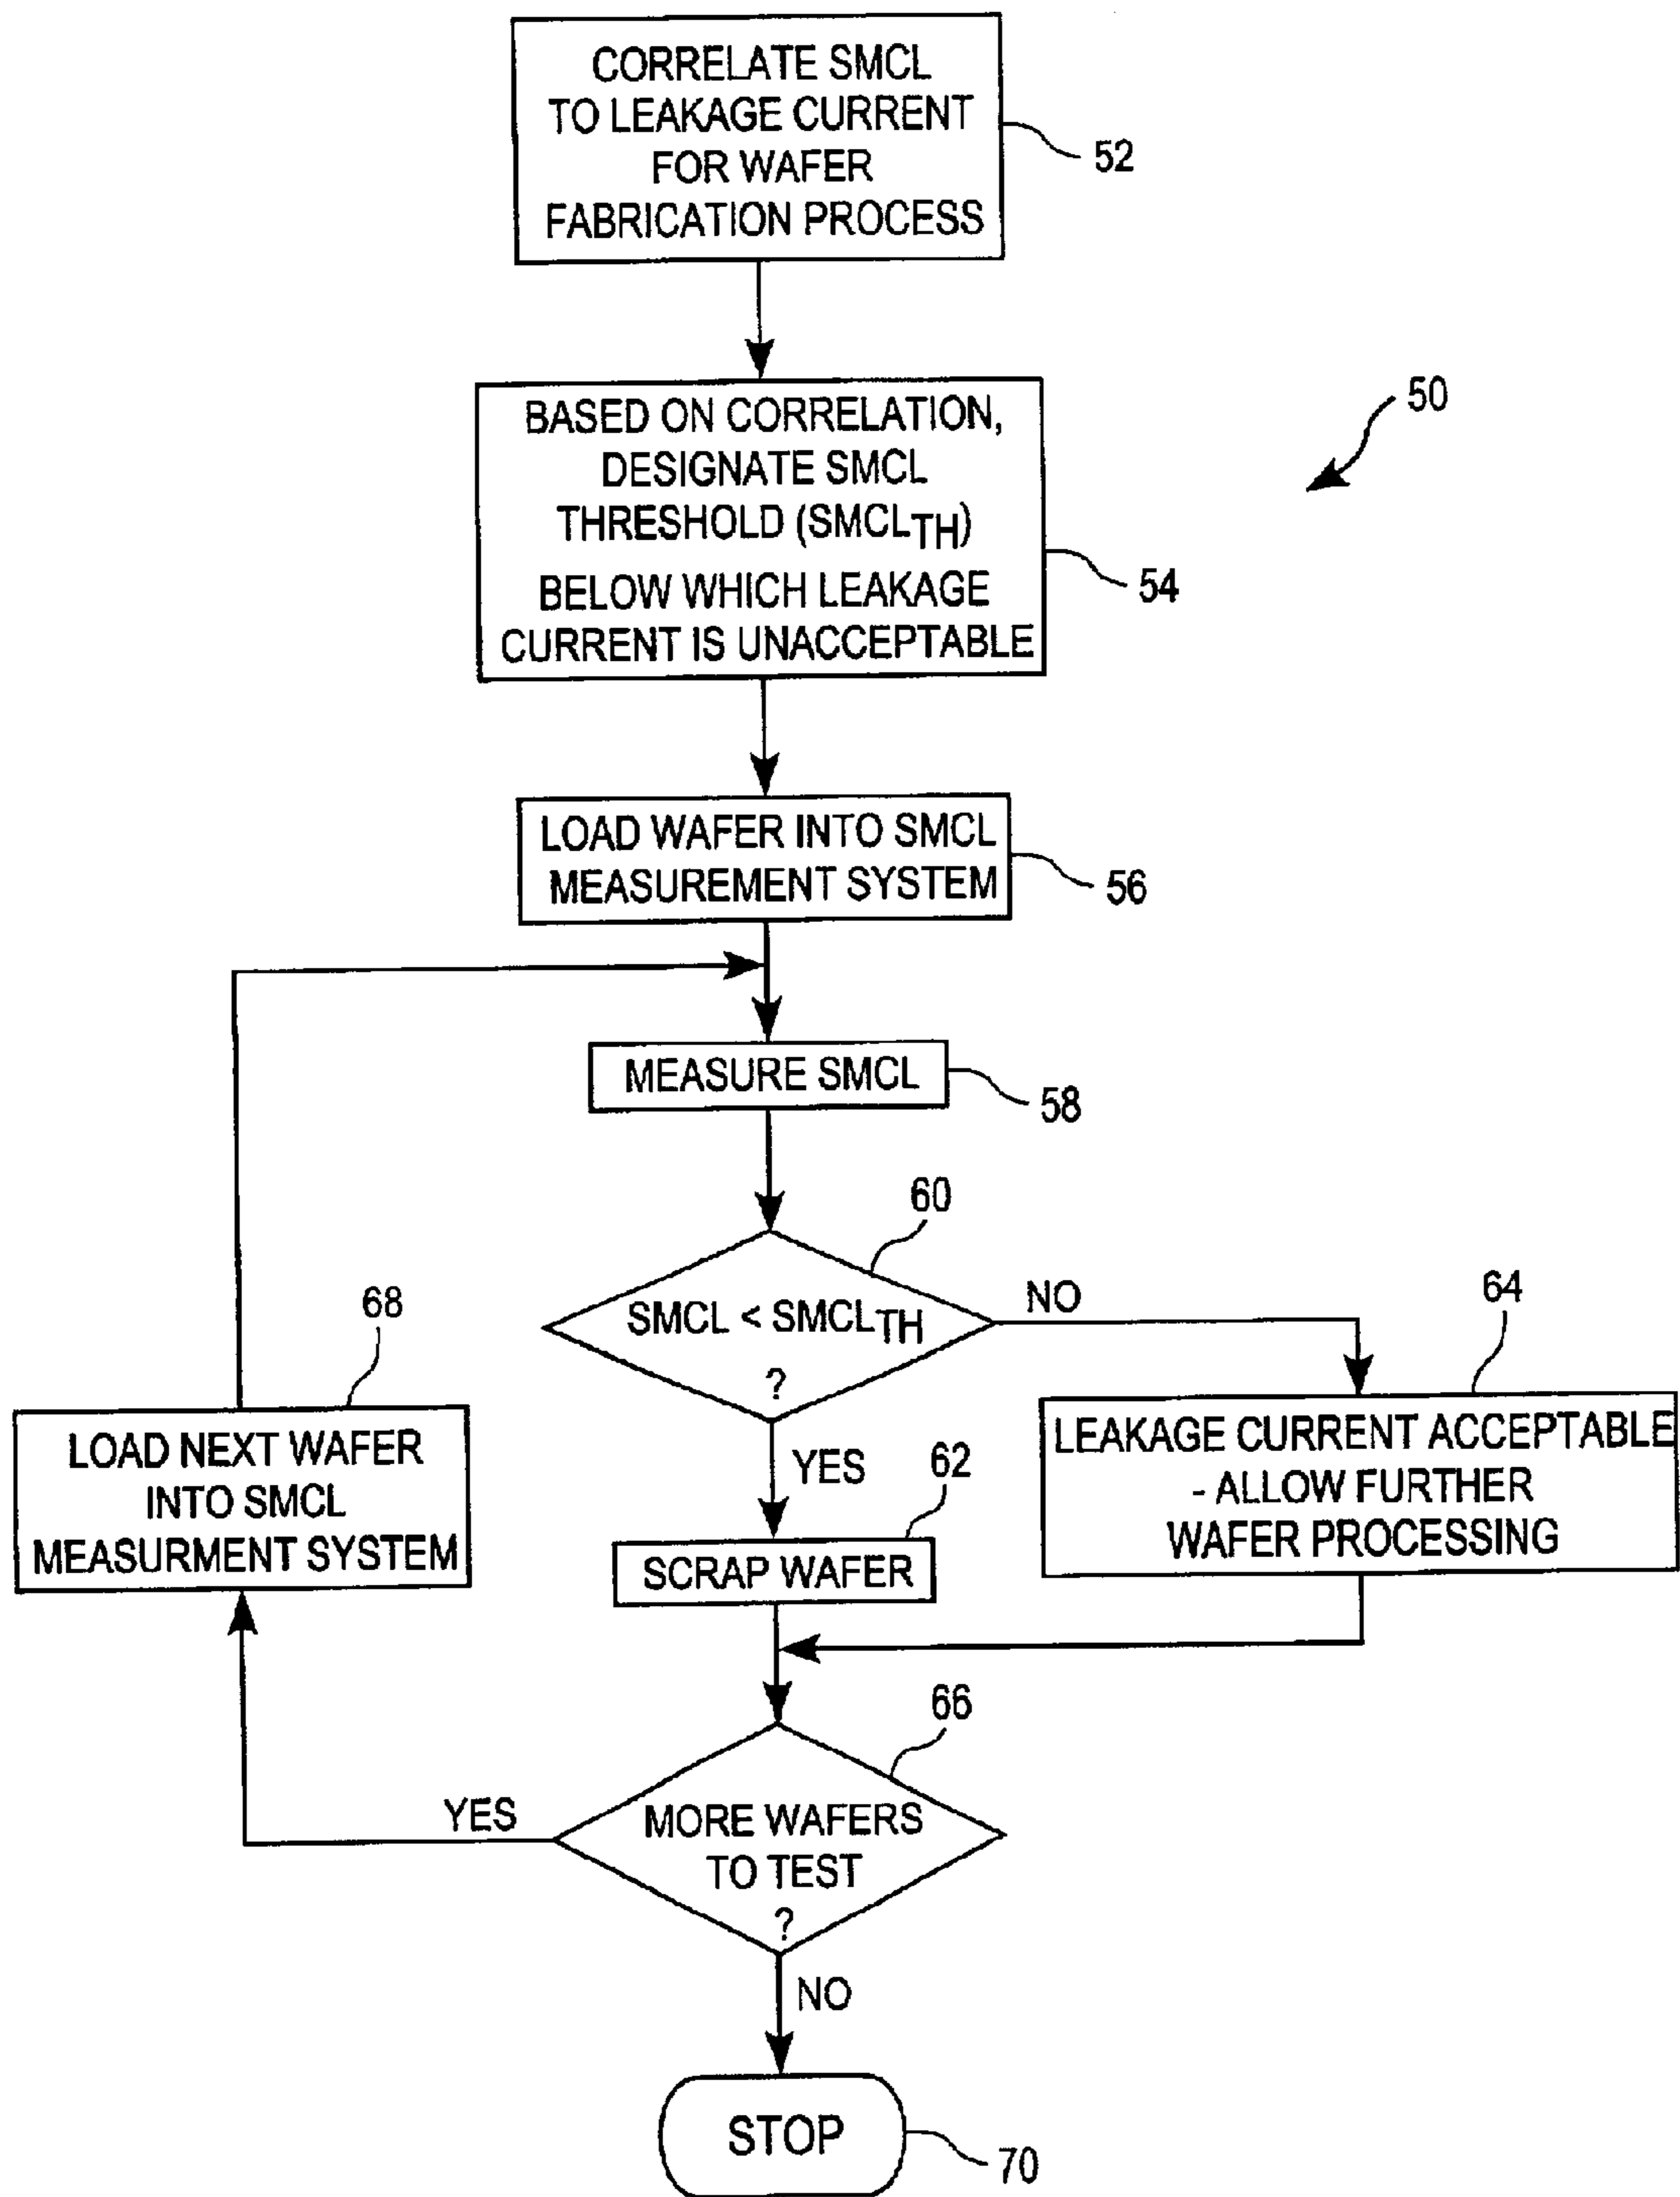 CORRELATE SMCL
TO LEAKAGE CURRENT
FOR WAFER
FABRICATION PROCESS
52
BASED ON CORRELATION,
DESIGNATE SMCL
THRESHOLD (SMCLTH)
BELOW WHICH LEAKAGE
CURRENT IS UNACCEPTABLE
50
54
LOAD WAFER INTO SMCL
MEASUREMENT SYSTEM
56
MEASURE SMCL
58
60
SMCL < SMCLTH
?
NO
YES
64
LEAKAGE CURRENT ACCEPTABLE
- ALLOW FURTHER
WAFER PROCESSING
62
SCRAP WAFER
68
LOAD NEXT WAFER
INTO SMCL
MEASURMENT SYSTEM
66
MORE WAFERS
TO TEST
?
YES
NO
STOP
70